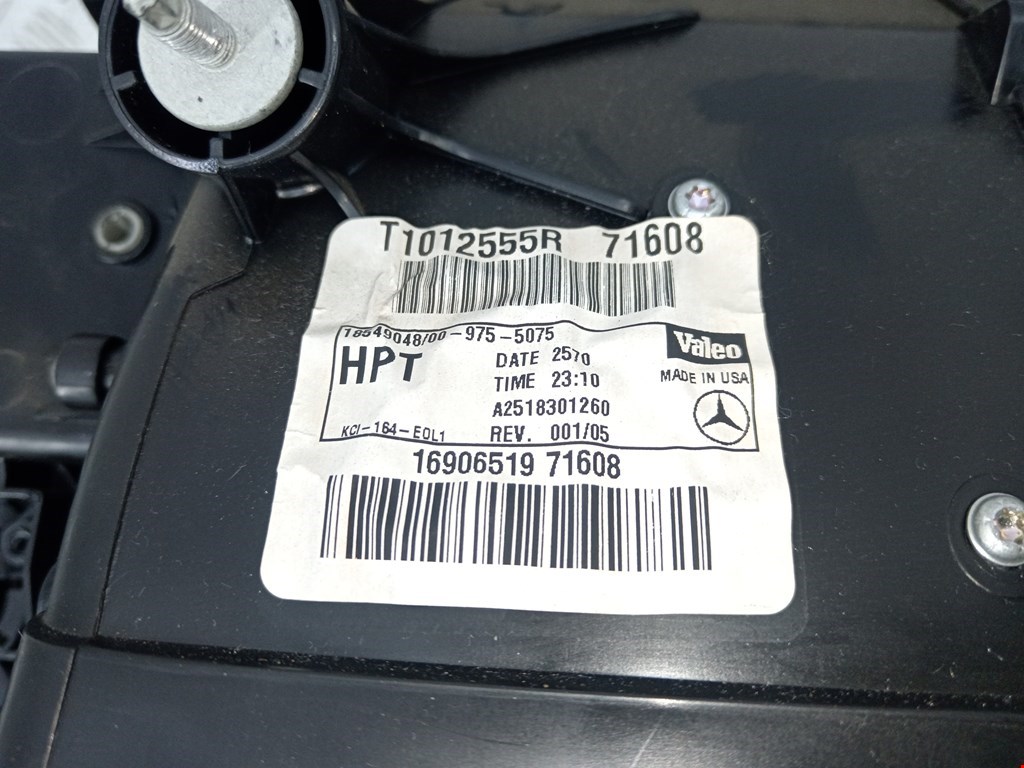 T1012555R 71608
18549048/00-975-5075
Valeo
HPT
DATE 2570
TIME 23:10
MADE IN USA
A2518301260
KCI-164-EOL1
REV. 001/05
16906519 71608